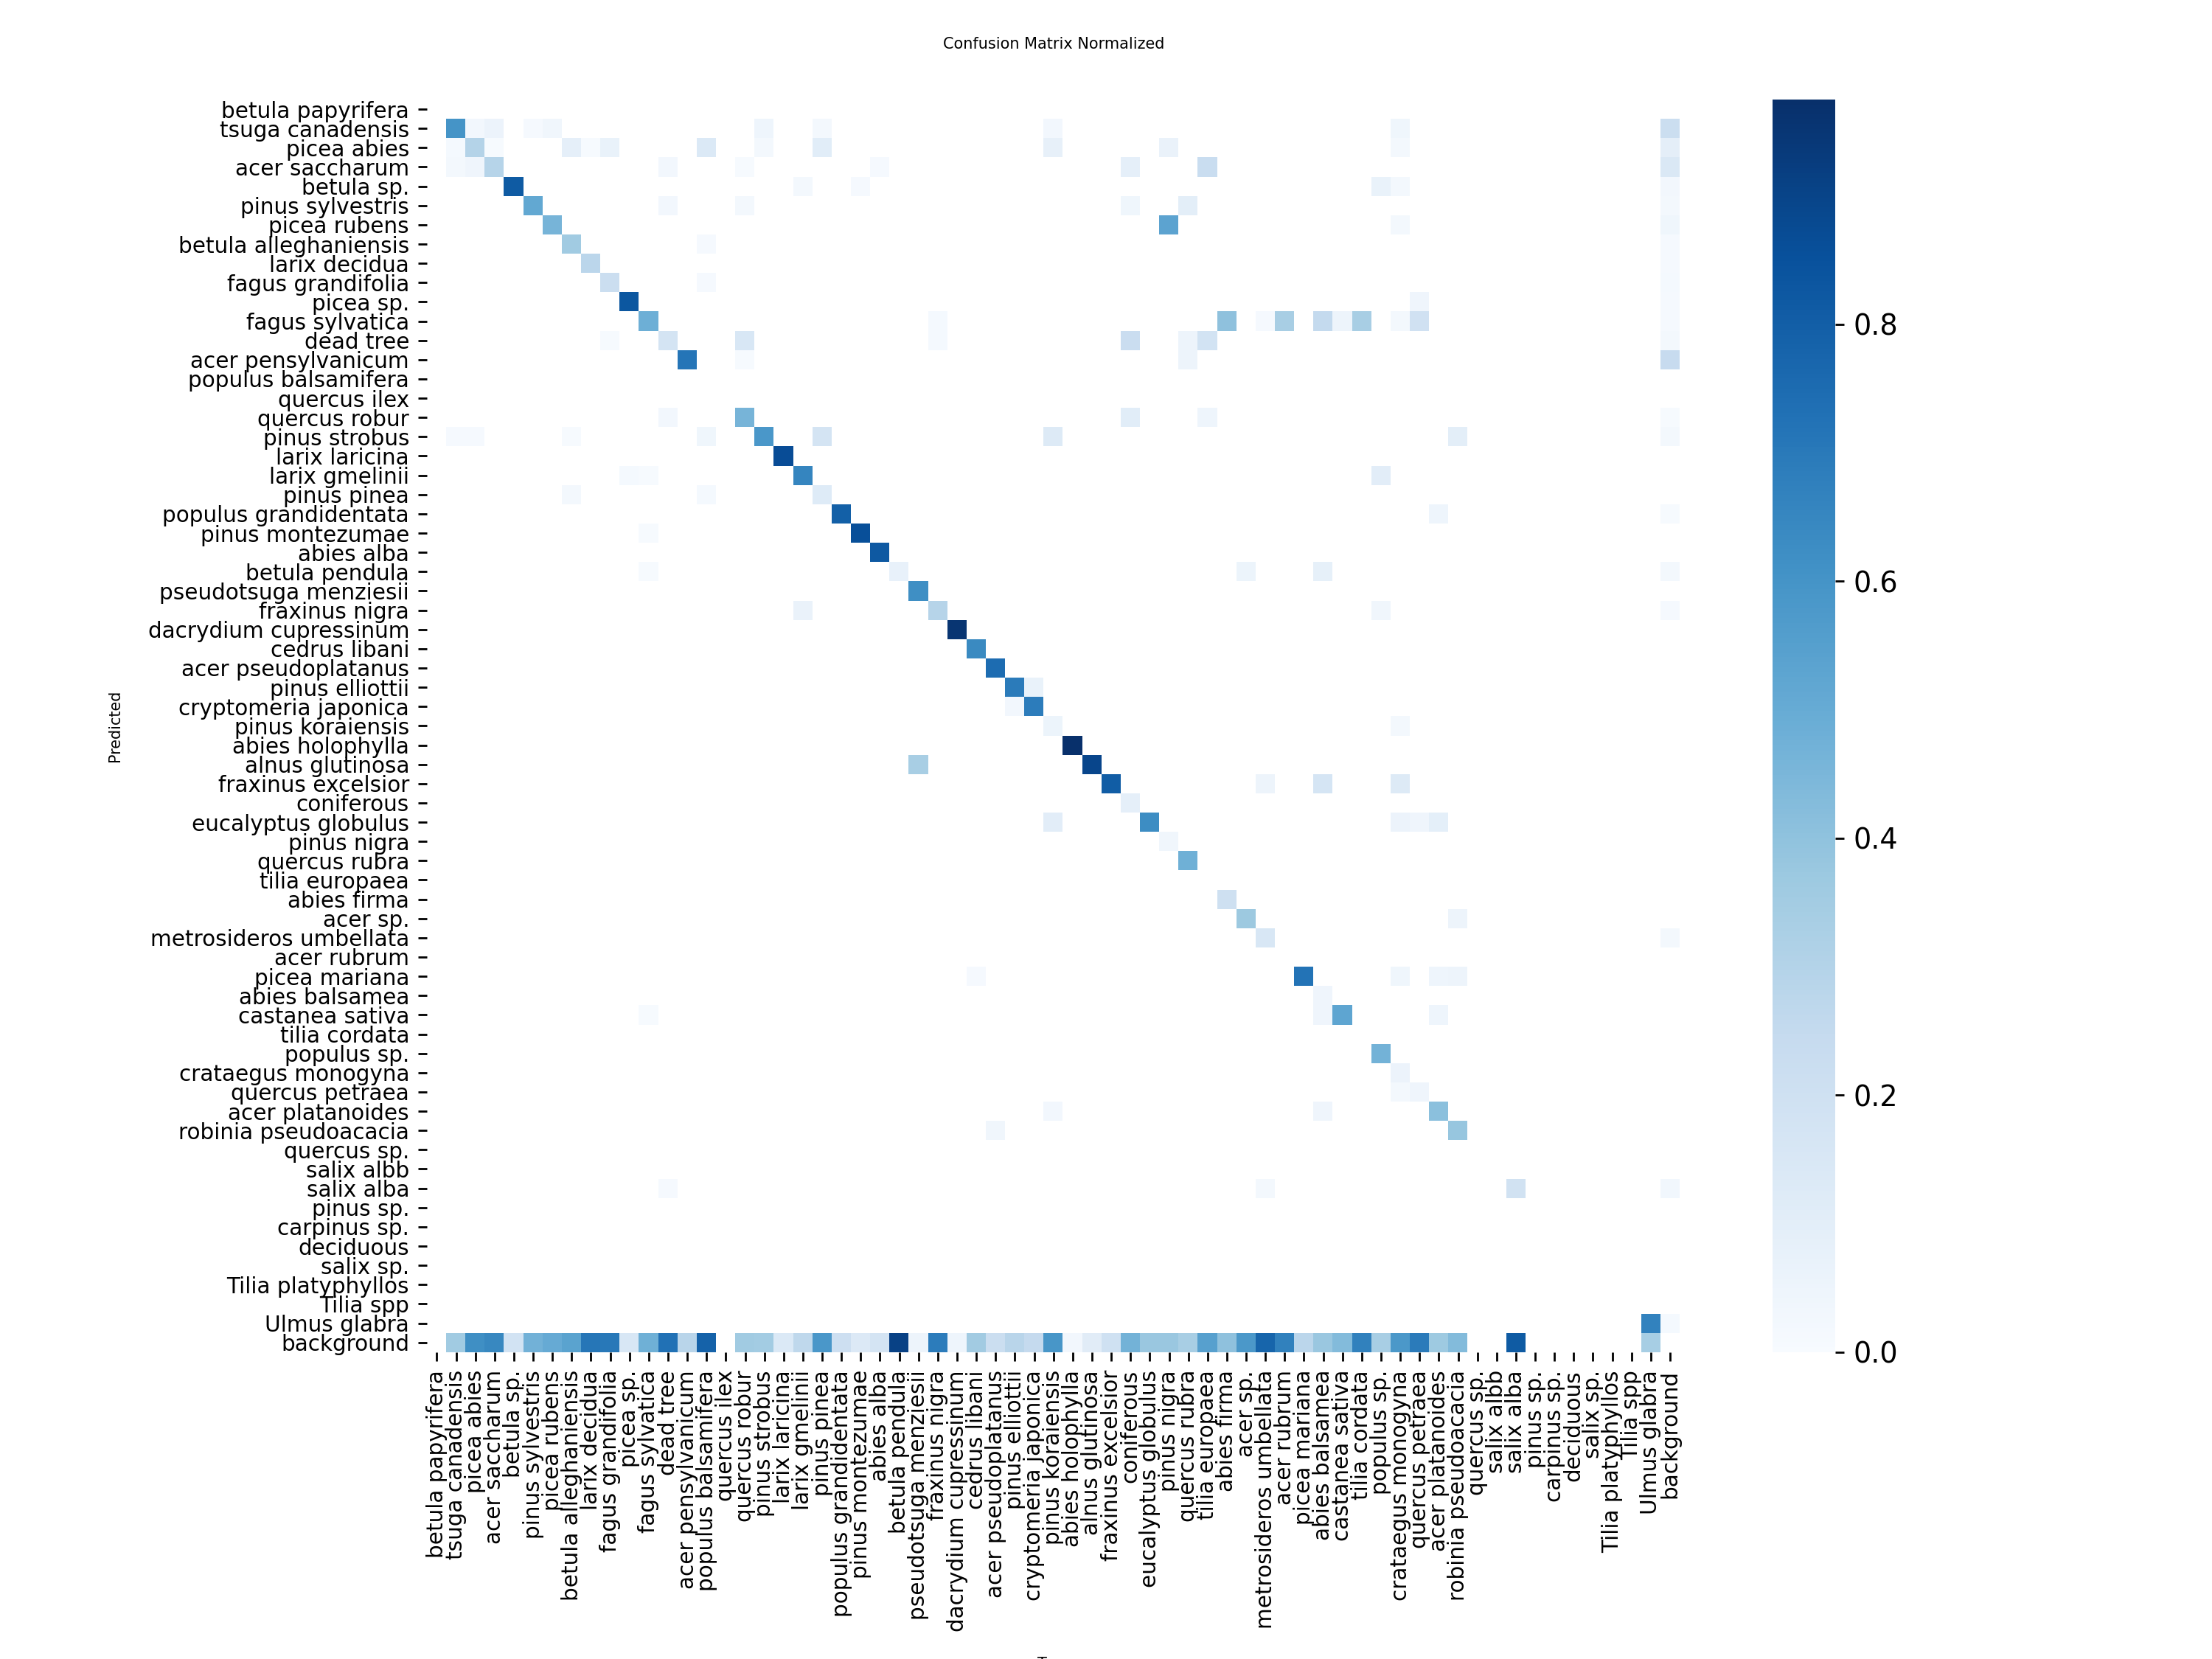 Confusion Matrix Normalized
betula papyrifera
tsuga canadensis
picea abies
acer saccharum
betula sp.
pinus sylvestris
picea rubens
betula alleghaniensis
larix decidua
fagus grandifolia
picea sp.
fagus sylvatica
dead tree
acer pensylvanicum
populus balsamifera
quercus ilex
quercus robur
pinus strobus
larix laricina
larix gmelinii
pinus pinea
populus grandidentata
pinus montezumae
abies alba
betula pendula
pseudotsuga menziesii
fraxinus nigra
dacrydium cupressinum
cedrus libani
acer pseudoplatanus
pinus elliottii
cryptomeria japonica
pinus koraiensis
abies holophylla
alnus glutinosa
fraxinus excelsior
coniferous
eucalyptus globulus
pinus nigra
quercus rubra
tilia europaea
abies firma
acer sp.
metrosideros umbellata
acer rubrum
picea mariana
abies balsamea
castanea sativa
tilia cordata
populus sp.
crataegus monogyna
quercus petraea
acer platanoides
robinia pseudoacacia
quercus sp.
salix albb
salix alba
pinus sp.
carpinus sp.
deciduous
salix sp.
Tilia platyphyllos
Tilia spp
Ulmus glabra
background
Predicted
betula papyrifera
tsuga canadensis
picea abies
acer saccharum
betula sp.
pinus sylvestris
picea rubens
betula alleghaniensis
larix decidua
fagus grandifolia
picea sp.
fagus sylvatica
dead tree
acer pensylvanicum
populus balsamifera
quercus ilex
quercus robur
pinus strobus
larix laricina
larix gmelinii
pinus pinea
populus grandidentata
pinus montezumae
abies alba
betula pendula
pseudotsuga menziesii
fraxinus nigra
dacrydium cupressinum
cedrus libani
acer pseudoplatanus
pinus elliottii
cryptomeria japonica
pinus koraiensis
abies holophylla
alnus glutinosa
fraxinus excelsior
coniferous
eucalyptus globulus
pinus nigra
quercus rubra
tilia europaea
abies firma
acer sp.
metrosideros umbellata
acer rubrum
picea mariana
abies balsamea
castanea sativa
tilia cordata
populus sp.
crataegus monogyna
quercus petraea
acer platanoides
robinia pseudoacacia
quercus sp.
salix albb
salix alba
pinus sp.
carpinus sp.
deciduous
salix sp.
Tilia platyphyllos
Tilia spp
Ulmus glabra
background
0.8
0.6
0.4
0.2
0.0